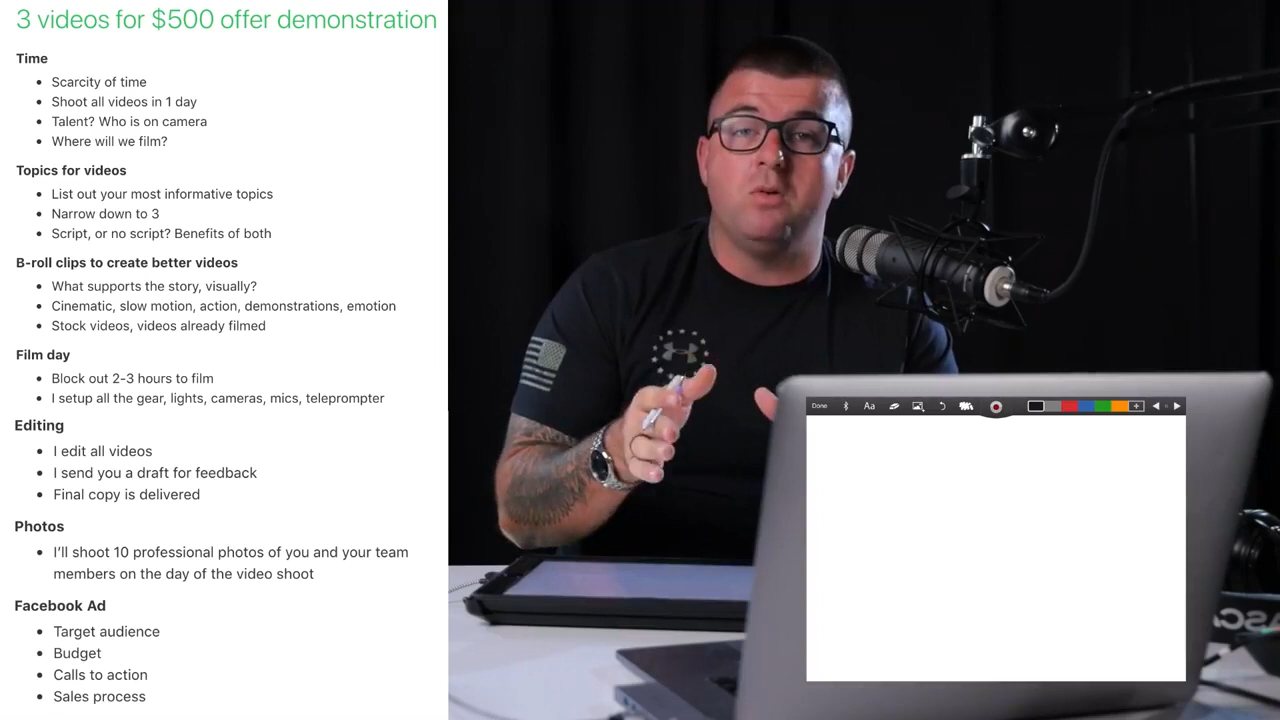 3 videos for $500 offer demonstration
Time
Scarcity of time
Shoot all videos in 1 day
Talent? Who is on camera
Where will we film?
Topics for videos
List out your most informative topics
Narrow down to 3
Script, or no script? Benefits of both
B-roll clips to create better videos
What supports the story, visually?
Cinematic, slow motion, action, demonstrations, emotion
Stock videos, videos already filmed
Film day
Block out 2-3 hours to film
I setup all the gear, lights, cameras, mics, teleprompter
Editing
I edit all videos
I send you a draft for feedback
Final copy is delivered
Photos
I’ll shoot 10 professional photos of you and your team
members on the day of the video shoot
Facebook Ad
Target audience
Budget
Calls to action
Sales process
Done
Aa